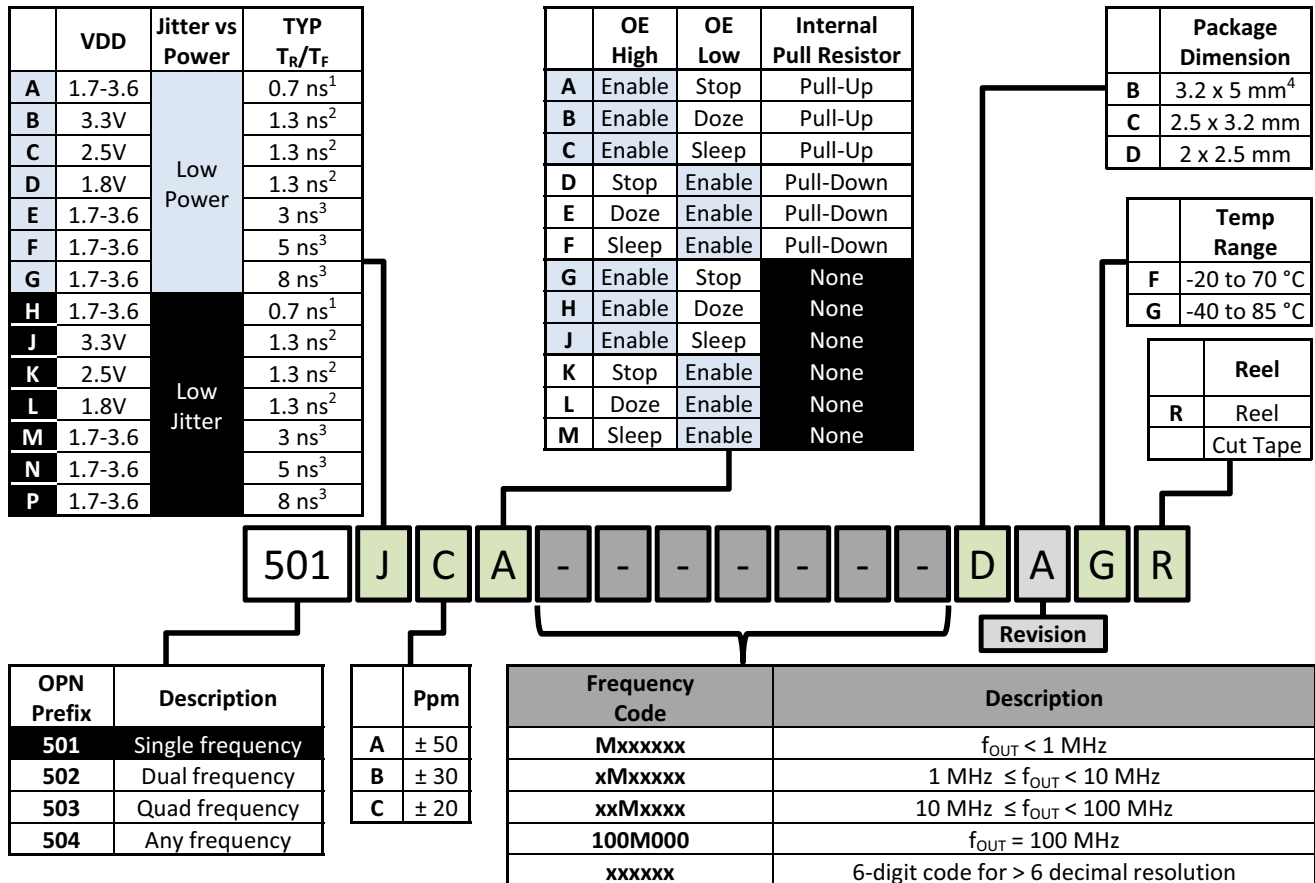 VDD Jitter vs Power TYP T_R/T_F
A 1.7-3.6 0.7 ns¹
B 3.3V 1.3 ns²
C 2.5V 1.3 ns²
D 1.8V 1.3 ns²
E 1.7-3.6 3 ns³
F 1.7-3.6 5 ns³
G 1.7-3.6 8 ns³
Low Power
H 1.7-3.6 0.7 ns¹
J 3.3V 1.3 ns²
K 2.5V 1.3 ns²
L 1.8V 1.3 ns²
M 1.7-3.6 3 ns³
N 1.7-3.6 5 ns³
P 1.7-3.6 8 ns³
Low Jitter
OE High OE Low Internal Pull Resistor
A Enable Stop Pull-Up
B Enable Doze Pull-Up
C Enable Sleep Pull-Up
D Stop Enable Pull-Down
E Doze Enable Pull-Down
F Sleep Enable Pull-Down
G Enable Stop None
H Enable Doze None
J Enable Sleep None
K Stop Enable None
L Doze Enable None
M Sleep Enable None
Package Dimension
B 3.2 x 5 mm⁴
C 2.5 x 3.2 mm
D 2 x 2.5 mm
Temp Range
F -20 to 70 °C
G -40 to 85 °C
Reel
R Reel
Cut Tape
501 J C A - - - - - - - D A G R
Revision
OPN Prefix Description
501 Single frequency
502 Dual frequency
503 Quad frequency
504 Any frequency
Ppm
A ± 50
B ± 30
C ± 20
Frequency Code Description
Mxxxxxx f_OUT < 1 MHz
xMxxxxx 1 MHz ≤ f_OUT < 10 MHz
xxMxxxx 10 MHz ≤ f_OUT < 100 MHz
100M000 f_OUT = 100 MHz
xxxxxx 6-digit code for > 6 decimal resolution